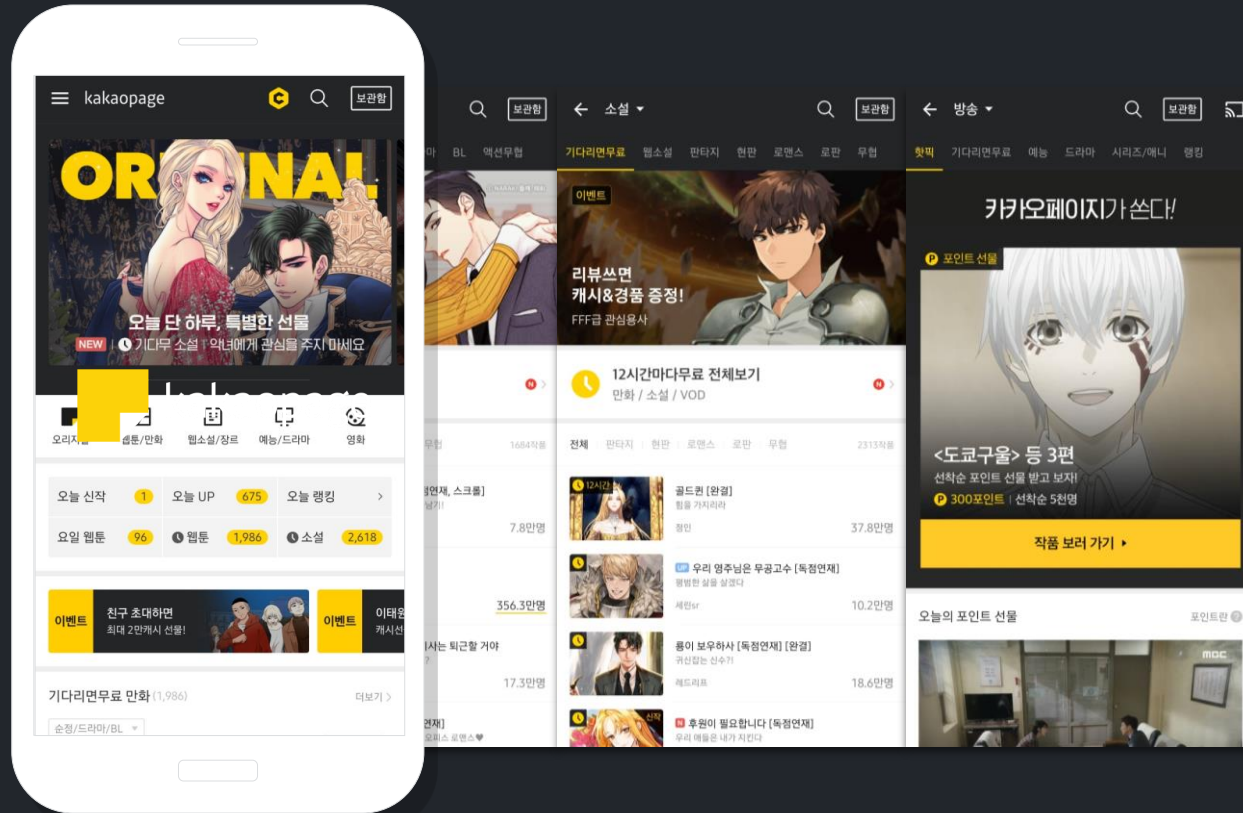 kakaopage
보관함
ORIGINAL
오늘 단 하루, 특별한 선물
NEW 기다무 소설 악녀에게 관심을 주지 마세요
kakaopage
웹툰/만화 웹소설/장르 예능/드라마 영화
오늘 신작 1 오늘 UP 675 오늘 랭킹
요일 웹툰 96 웹툰 1,986 소설 2,618
이벤트
친구 초대하면
최대 2만캐시 선물!
이벤트
기다리면무료 만화 (1,986) 더보기
순정/드라마/BL
보관함
BL 액션무협
N
무협 1684작품
7.8만명
356.3만명
퇴근할 거야
17.3만명
오피스 로맨스♥
소설 보관함
기다리면무료 웹소설 판타지 현판 로맨스 로판 무협
이벤트
리뷰쓰면
캐시&경품 증정!
FFF급 관심용사
12시간마다무료 전체보기
만화 / 소설 / VOD
N
전체 판타지 현판 로맨스 로판 무협 2313작품
12시간
골드퀸 [완결]
힘을 가지리라
정민 37.8만명
UP 우리 영주님은 무공고수 [독점연재]
평범한 삶을 살겠다
세린sr 10.2만명
룡이 보우하사 [독점연재] [완결]
귀신잡는 산수?!
레드리프 18.6만명
신작
N 후원이 필요합니다 [독점연재]
우리 애들은 내가 지킨다
방송 보관함
핫픽 기다리면무료 예능 드라마 시리즈/애니 랭킹
카카오페이지가 쏜다!
P 포인트 선물
<도쿄구울> 등 3편
선착순 포인트 선물 받고 보자!
P 300포인트 | 선착순 5천명
작품 보러 가기
오늘의 포인트 선물 포인트란 ?
mbc